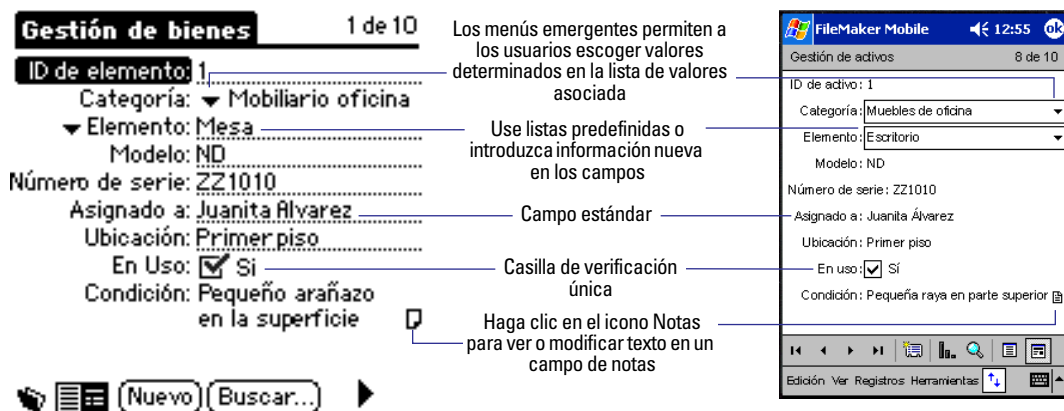 Gestión de bienes
1 de 10
ID de elemento: 1
Categoría: Mobiliario oficina
Elemento: Mesa
Modelo: ND
Número de serie: ZZ1010
Asignado a: Juanita Alvarez
Ubicación: Primer piso
En Uso: Si
Condición: Pequeño arañazo
en la superficie
Nuevo
Buscar...
Los menús emergentes permiten a
los usuarios escoger valores
determinados en la lista de valores
asociada
Use listas predefinidas o
introduzca información nueva
en los campos
Campo estándar
Casilla de verificación
única
Haga clic en el icono Notas
para ver o modificar texto en un
campo de notas
FileMaker Mobile 12:55 ok
Gestión de activos 8 de 10
ID de activo: 1
Categoría: Muebles de oficina
Elemento: Escritorio
Modelo: ND
Número de serie: ZZ1010
Asignado a: Juanita Álvarez
Ubicación: Primer piso
En uso: Sí
Condición: Pequeña raya en parte superior
Edición Ver Registros Herramientas